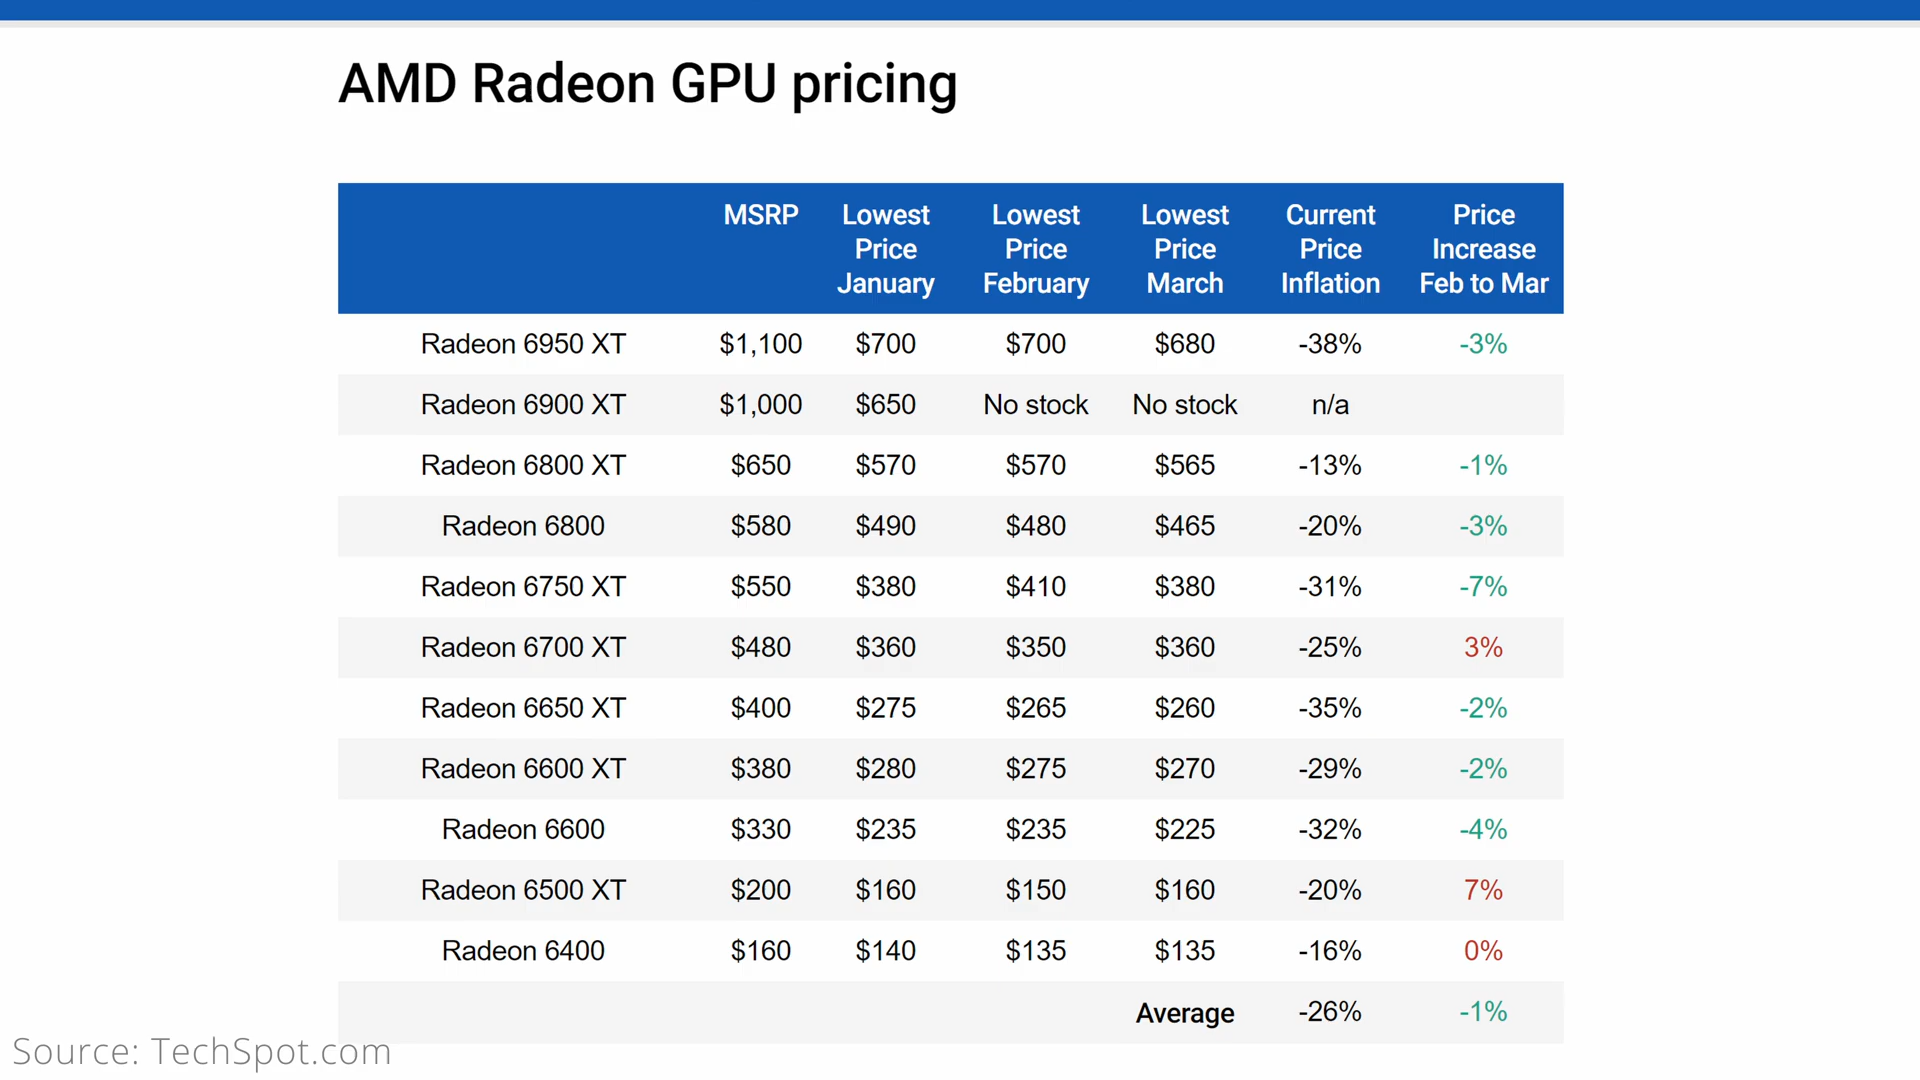 AMD Radeon GPU pricing
MSRP Lowest Price January Lowest Price February Lowest Price March Current Price Inflation Price Increase Feb to Mar
Radeon 6950 XT $1,100 $700 $700 $680 -38% -3%
Radeon 6900 XT $1,000 $650 No stock No stock n/a
Radeon 6800 XT $650 $570 $570 $565 -13% -1%
Radeon 6800 $580 $490 $480 $465 -20% -3%
Radeon 6750 XT $550 $380 $410 $380 -31% -7%
Radeon 6700 XT $480 $360 $350 $360 -25% 3%
Radeon 6650 XT $400 $275 $265 $260 -35% -2%
Radeon 6600 XT $380 $280 $275 $270 -29% -2%
Radeon 6600 $330 $235 $235 $225 -32% -4%
Radeon 6500 XT $200 $160 $150 $160 -20% 7%
Radeon 6400 $160 $140 $135 $135 -16% 0%
Average -26% -1%
Source: TechSpot.com